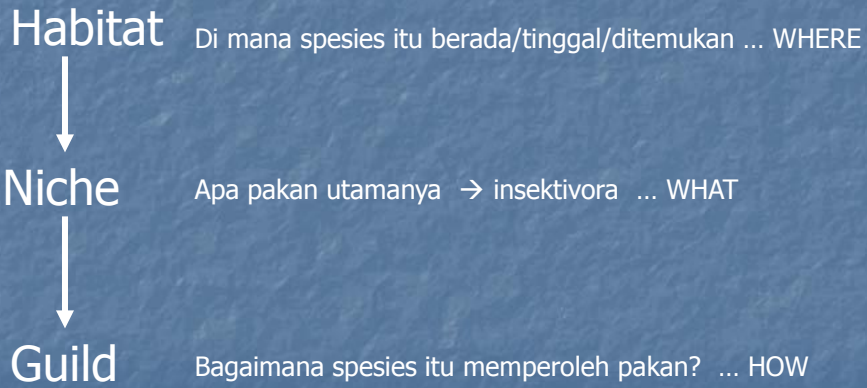 Habitat Di mana spesies itu berada/tinggal/ditemukan ... WHERE
Niche Apa pakan utamanya → insektivora ... WHAT
Guild Bagaimana spesies itu memperoleh pakan? ... HOW